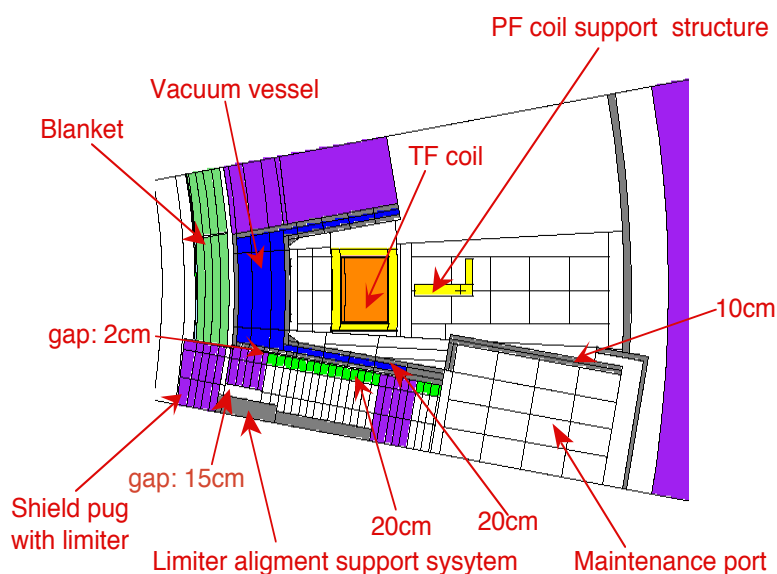 PF coil support structure
Vacuum vessel
Blanket
TF coil
10cm
gap: 2cm
gap: 15cm
Shield pug
with limiter
20cm
20cm
Limiter aligment support sysytem
Maintenance port